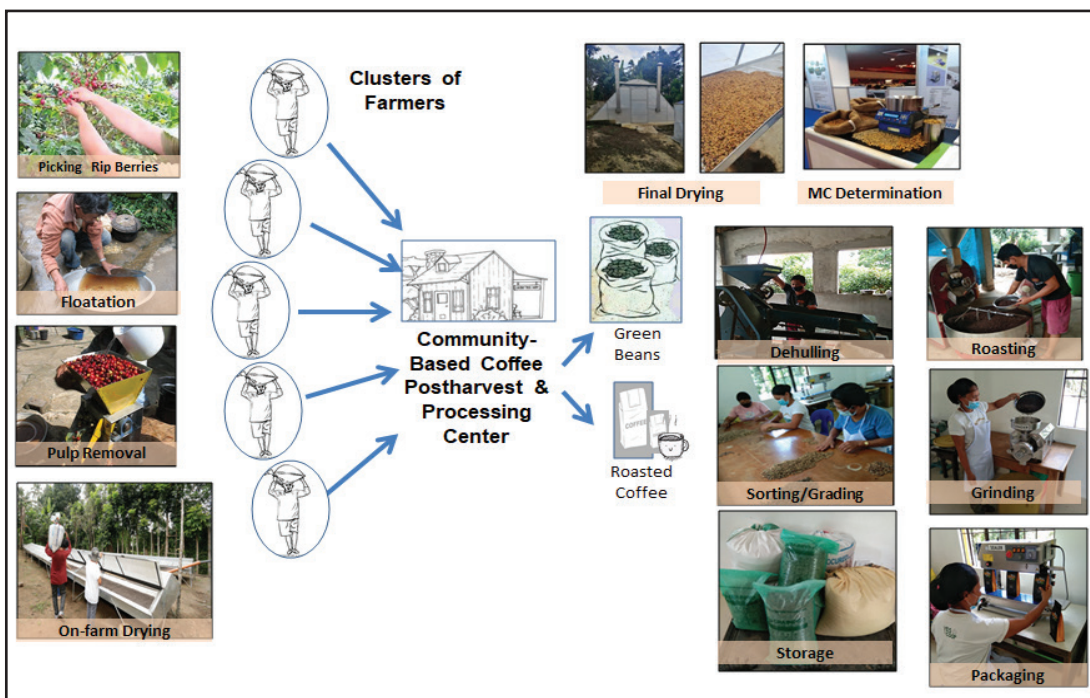 Picking Rip Berries
Floatation
Pulp Removal
On-farm Drying
Clusters of
Farmers
Community-
Based Coffee
Postharvest &
Processing
Center
Green
Beans
COFFEE
Roasted
Coffee
Final Drying
MC Determination
Dehulling
Roasting
Sorting/Grading
Grinding
Storage
Packaging